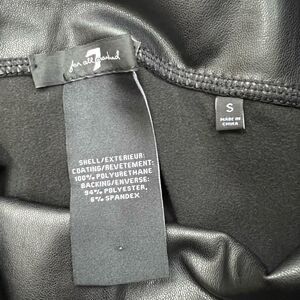 7
for all mankind
S
MADE IN
CHINA
SHELL/EXTERIEUR:
COATING/REVETEMENT:
100% POLYURETHANE
BACKING/ENVERSE:
94% POLYESTER,
6% SPANDEX